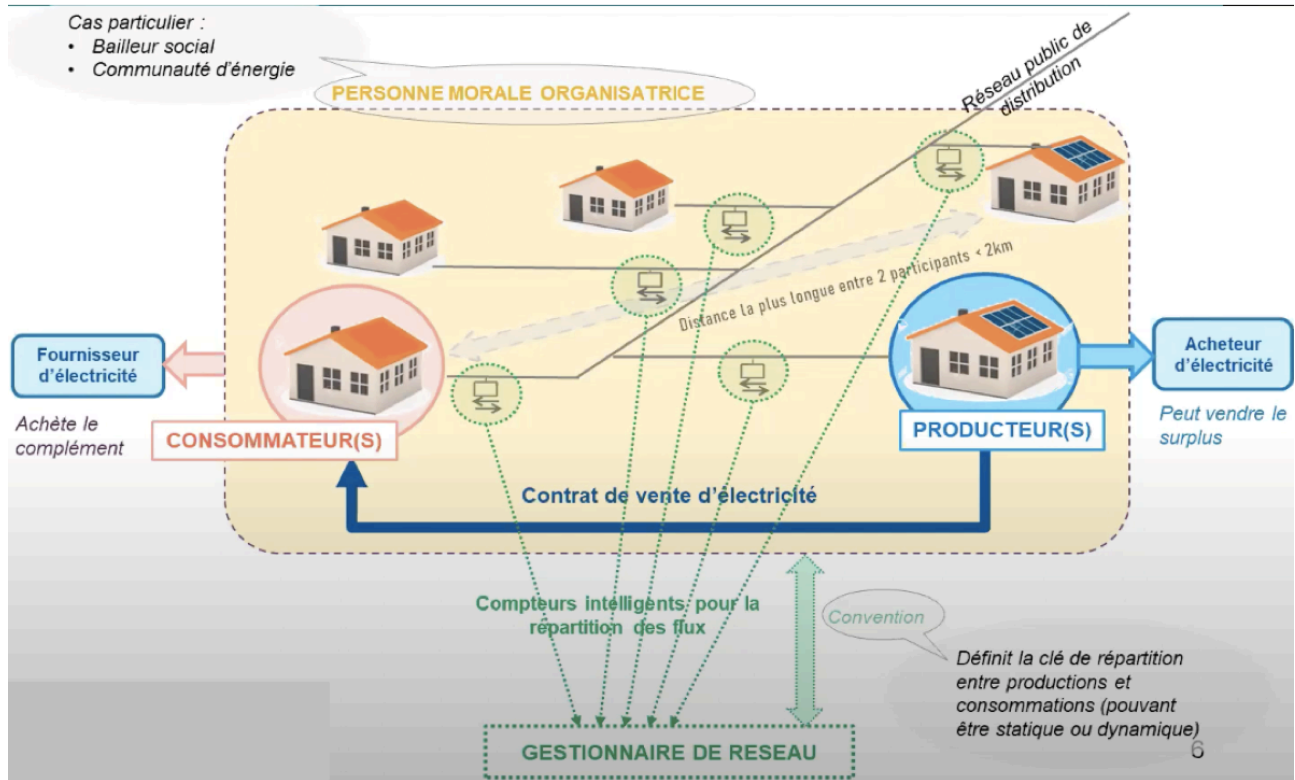 Cas particulier :
• Bailleur social
• Communauté d'énergie
PERSONNE MORALE ORGANISATRICE
Réseau public de
distribution
Distance la plus longue entre 2 participants < 2km
Fournisseur
d'électricité
Achète le
complément
CONSOMMATEUR(S)
PRODUCTEUR(S)
Acheteur
d'électricité
Peut vendre le
surplus
Contrat de vente d'électricité
Compteurs intelligents pour la
répartition des flux
Convention
Définit la clé de répartition
entre productions et
consommations (pouvant
être statique ou dynamique)
6
GESTIONNAIRE DE RESEAU